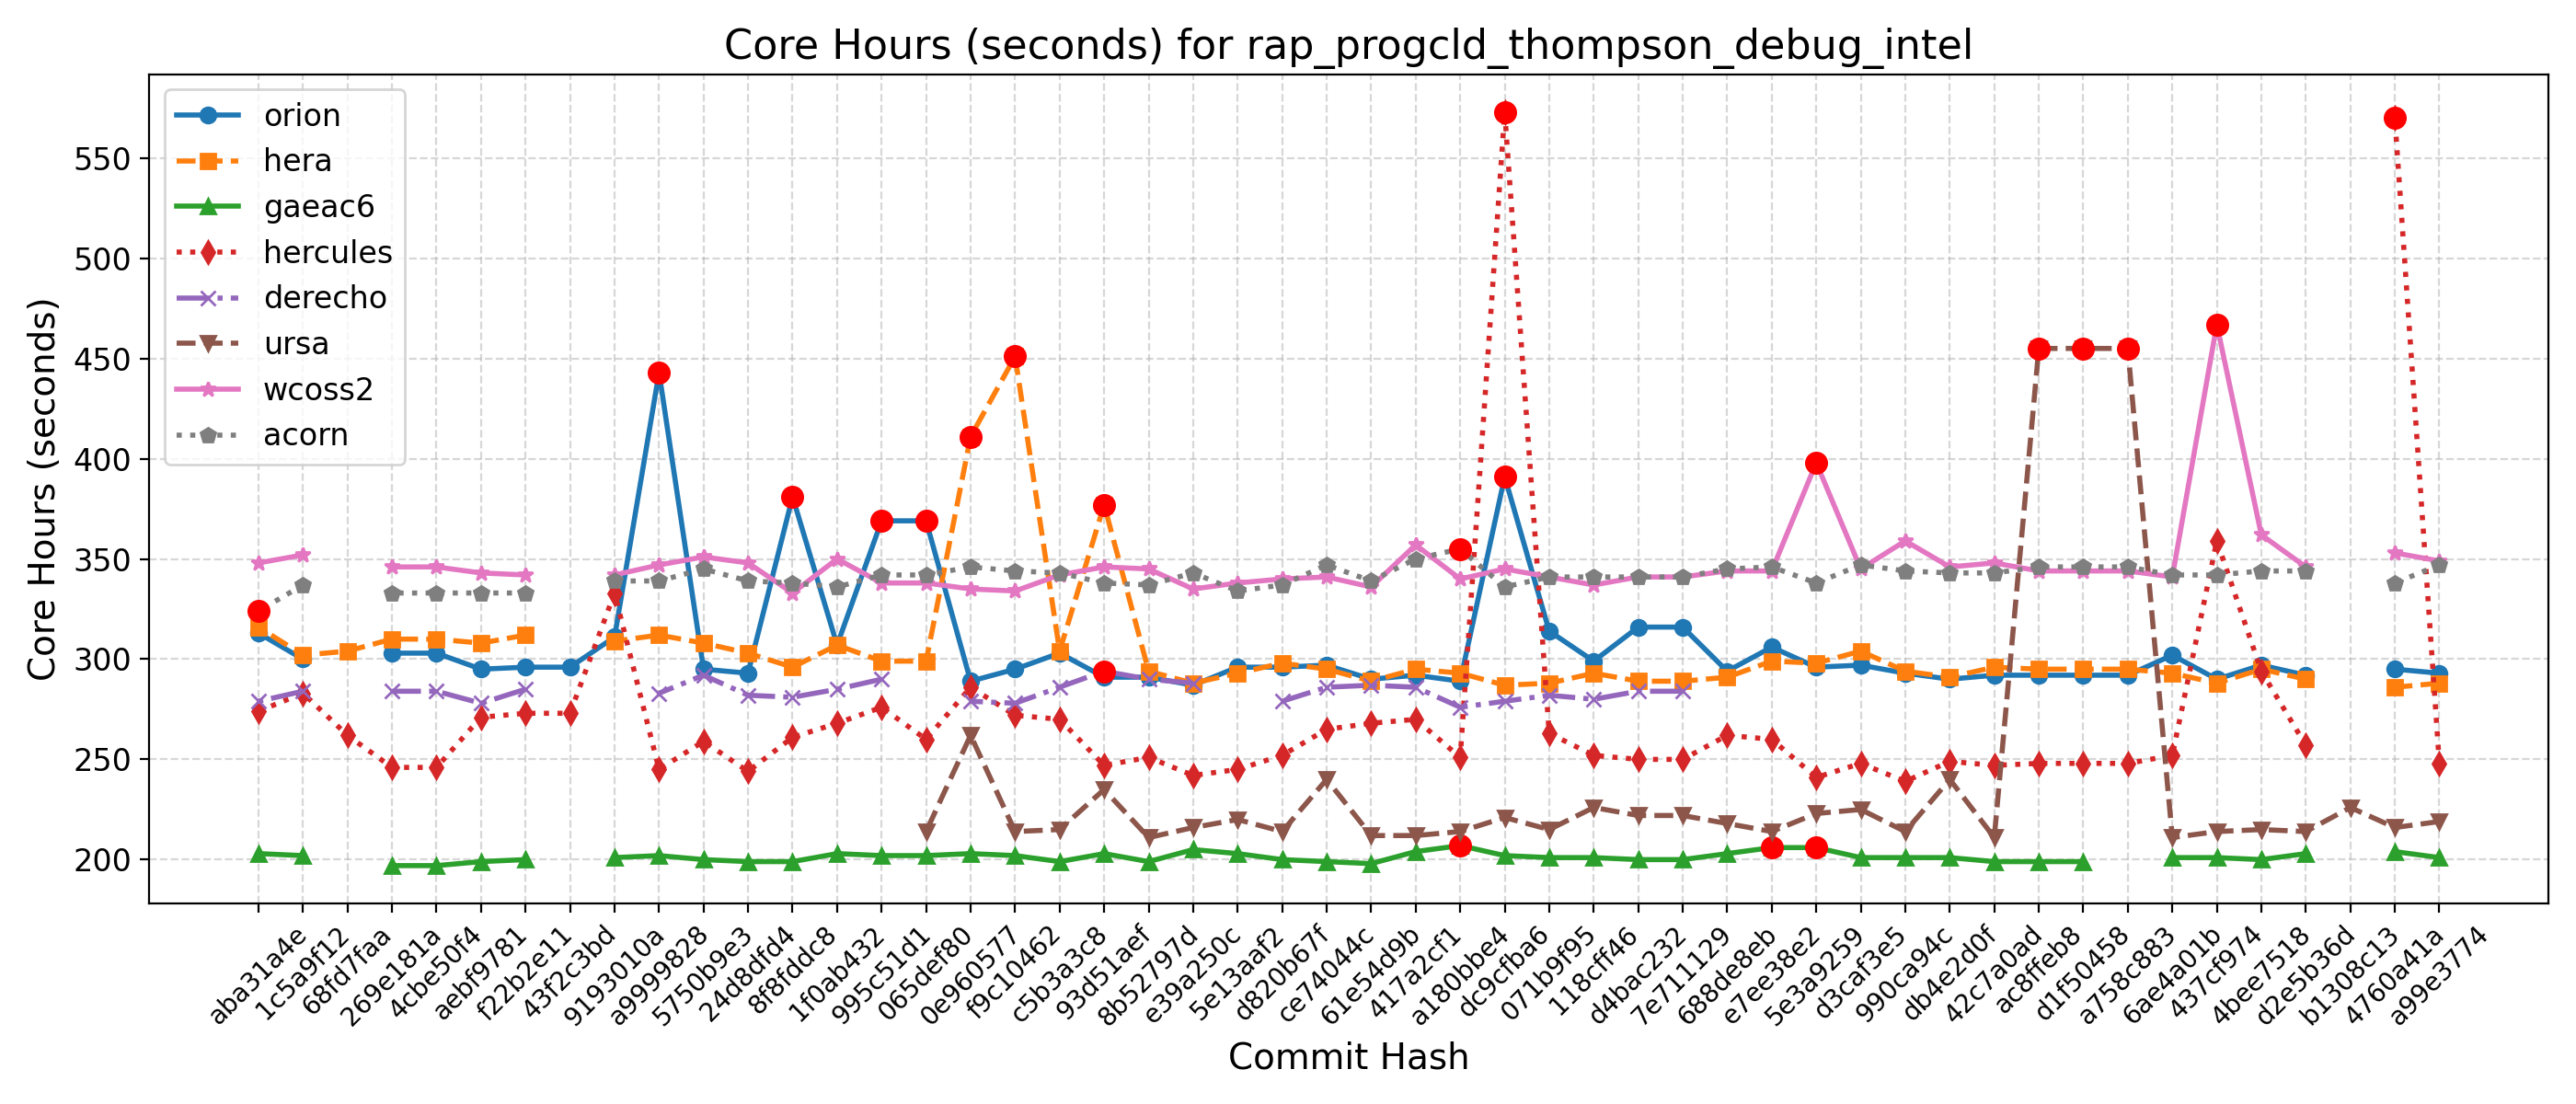 Core Hours (seconds) for rap_progcld_thompson_debug_intel
Core Hours (seconds)
550
500
450
400
350
300
250
200
orion
hera
gaeac6
hercules
derecho
ursa
wcoss2
acorn
aba31a4e
1c5a9f12
68fd7faa
269e181a
4cbe50f4
aebf9781
f22b2e11
43f2c3bd
9193010a
a9999828
5750b9e3
24d8dfd4
8f8fddc8
1f0ab432
995c51d1
065def80
0e960577
f9c10462
c5b3a3c8
93d51aef
8b52797d
e39a250c
5e13aaf2
d820b67f
ce74044c
61e54d9b
417a2cf1
a180bbe4
dc9cfba6
071b9f95
118cff46
d4bac232
7e711129
688de8eb
e7ee38e2
5e3a9259
d3caf3e5
990ca94c
db4e2d0f
42c7a0ad
ac8ffeb8
d1f50458
a758c883
6ae4a01b
437cf974
4bee7518
d2e5b36d
b1308c13
4760a41a
a99e3774
Commit Hash